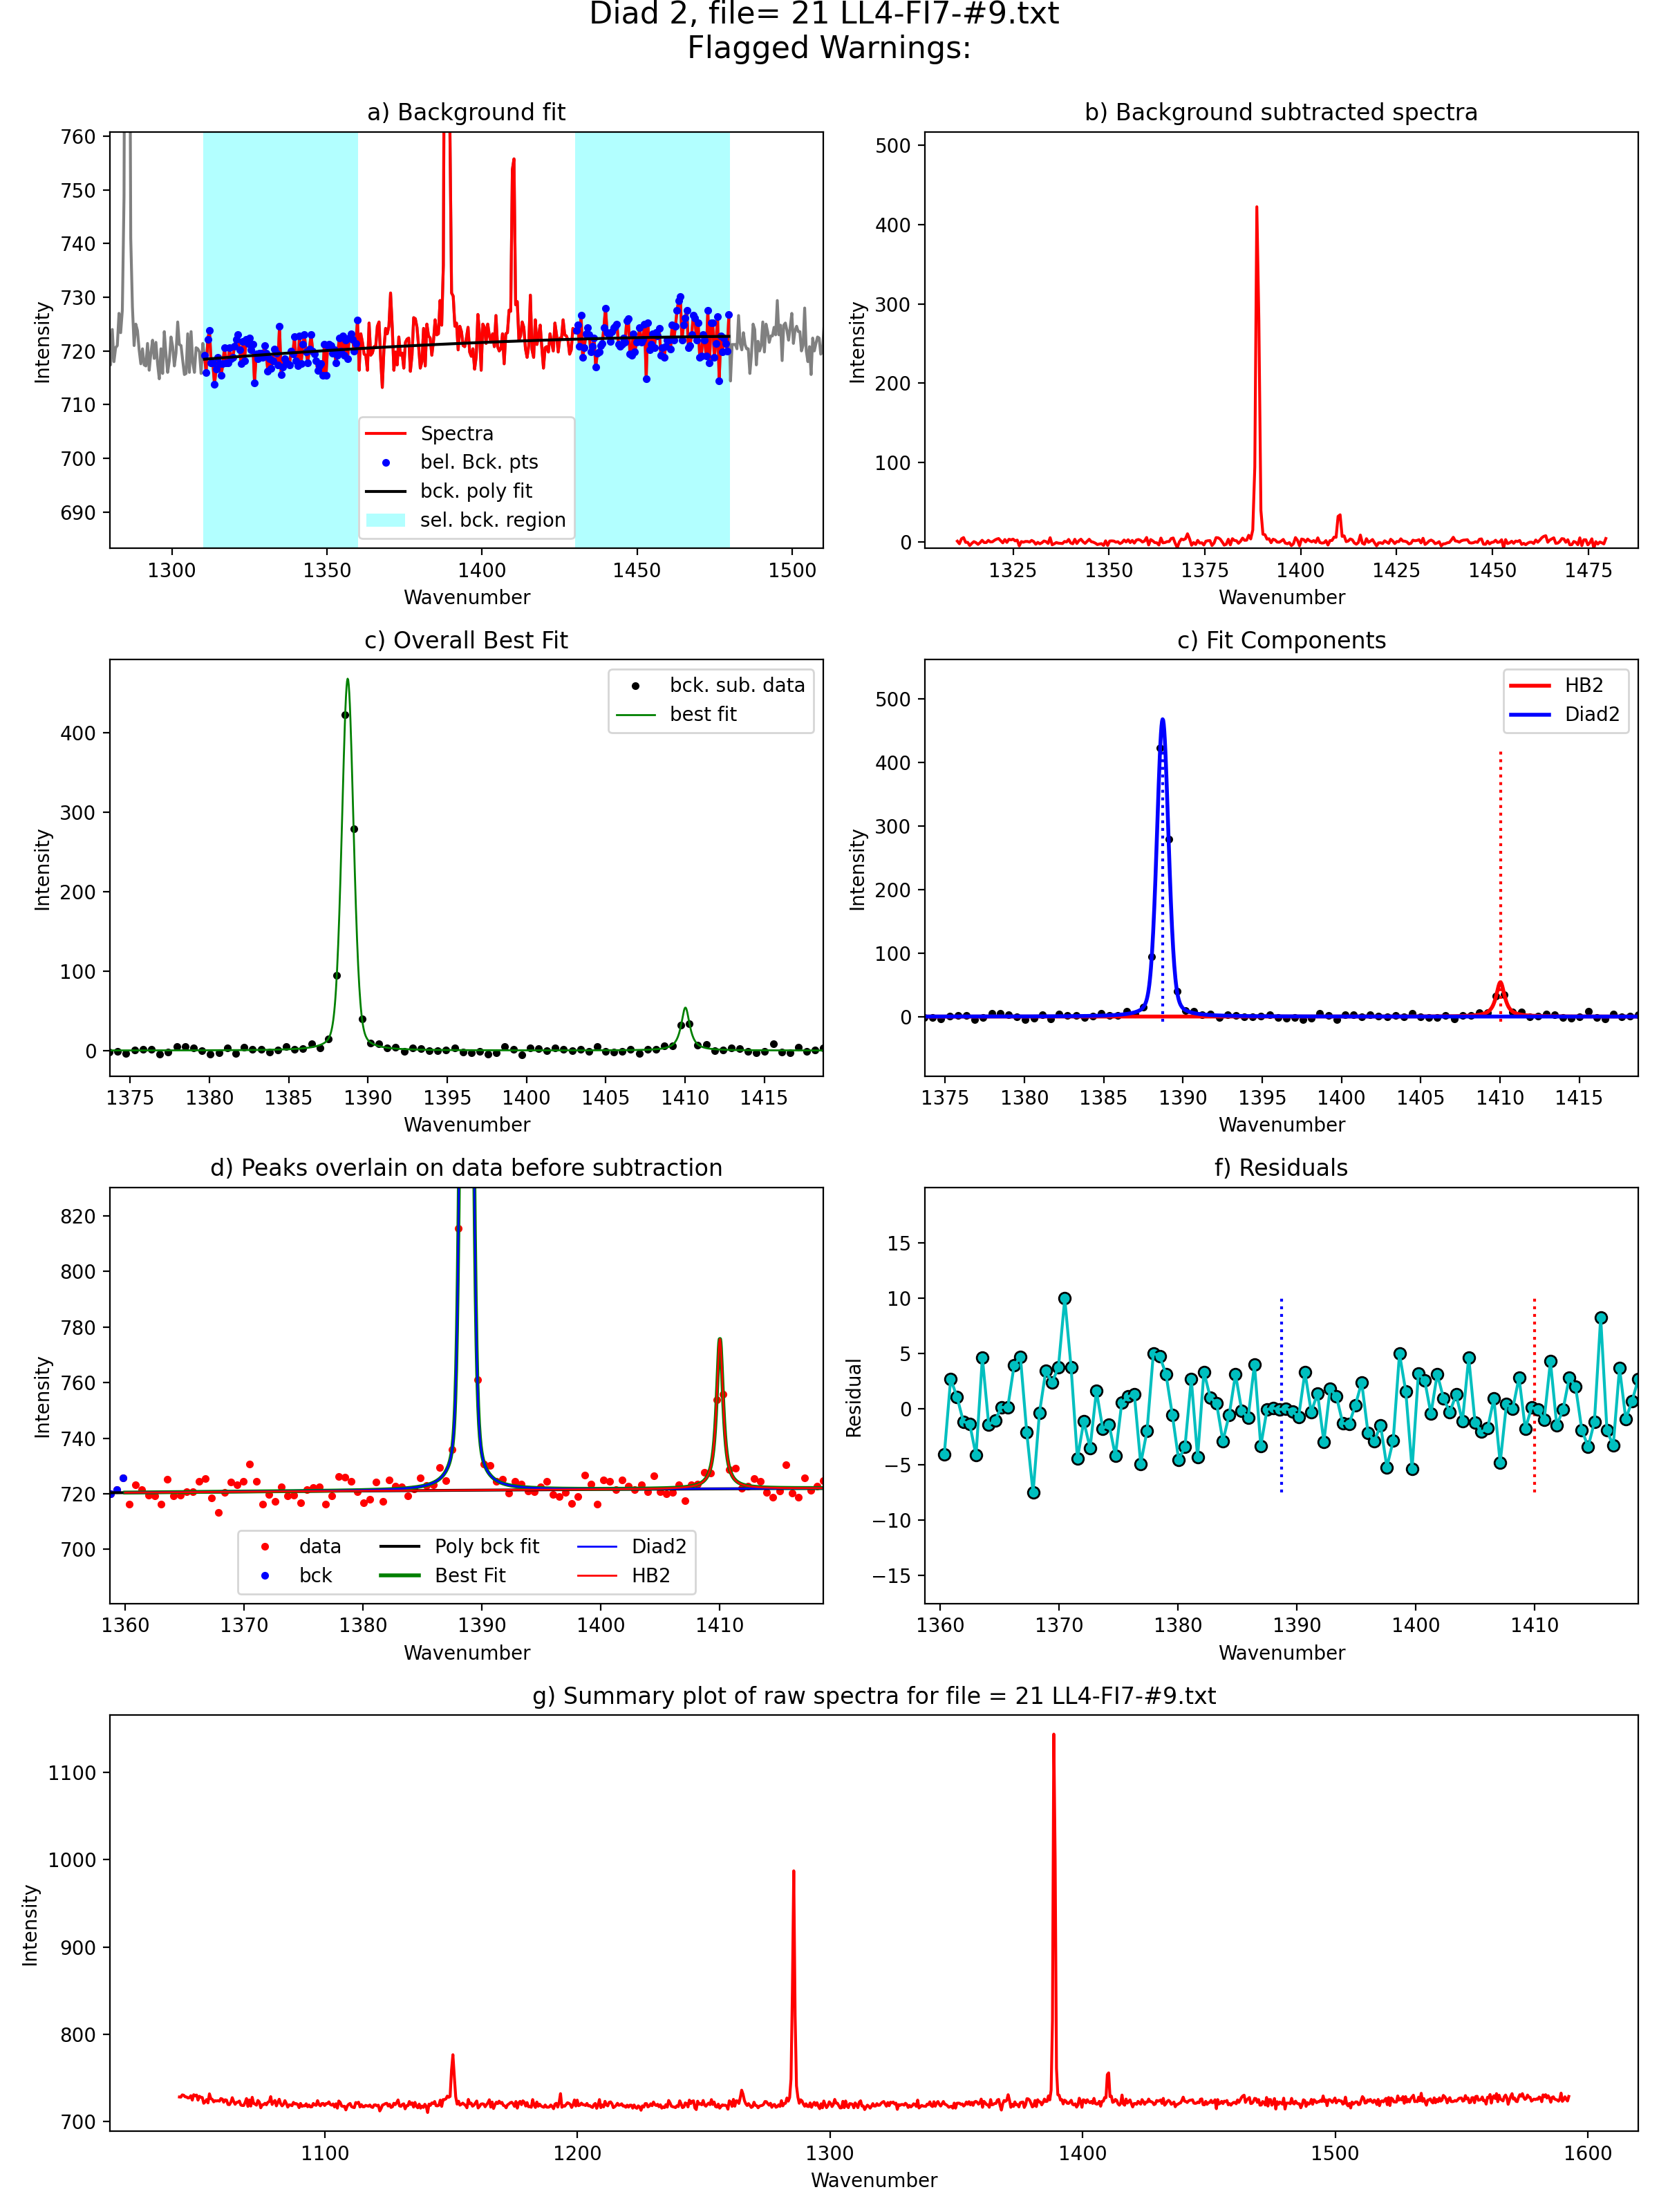 Diad 2, file= 21 LL4-FI7-#9.txt
Flagged Warnings:
a) Background fit
760
750
740
730
720
710
700
690
Intensity
Spectra
bel. Bck. pts
bck. poly fit
sel. bck. region
1300 1350 1400 1450 1500
Wavenumber
b) Background subtracted spectra
500
400
300
200
100
0
Intensity
1325 1350 1375 1400 1425 1450 1475
Wavenumber
c) Overall Best Fit
bck. sub. data
best fit
400
300
200
100
0
Intensity
1375 1380 1385 1390 1395 1400 1405 1410 1415
Wavenumber
c) Fit Components
HB2
Diad2
500
400
300
200
100
0
Intensity
1375 1380 1385 1390 1395 1400 1405 1410 1415
Wavenumber
d) Peaks overlain on data before subtraction
820
800
780
760
740
720
700
Intensity
data Poly bck fit Diad2
bck Best Fit HB2
1360 1370 1380 1390 1400 1410
Wavenumber
f) Residuals
15
10
5
0
−5
−10
−15
Residual
1360 1370 1380 1390 1400 1410
Wavenumber
g) Summary plot of raw spectra for file = 21 LL4-FI7-#9.txt
1100
1000
900
800
700
Intensity
1100 1200 1300 1400 1500 1600
Wavenumber